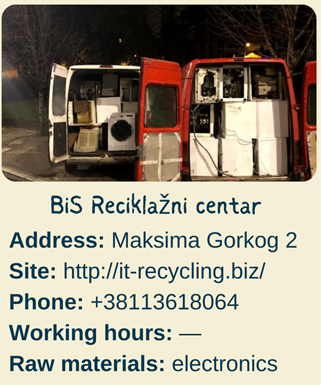 BiS Reciklažni centar
Address: Maksima Gorkog 2
Site: http://it-recycling.biz/
Phone: +38113618064
Working hours: —
Raw materials: electronics